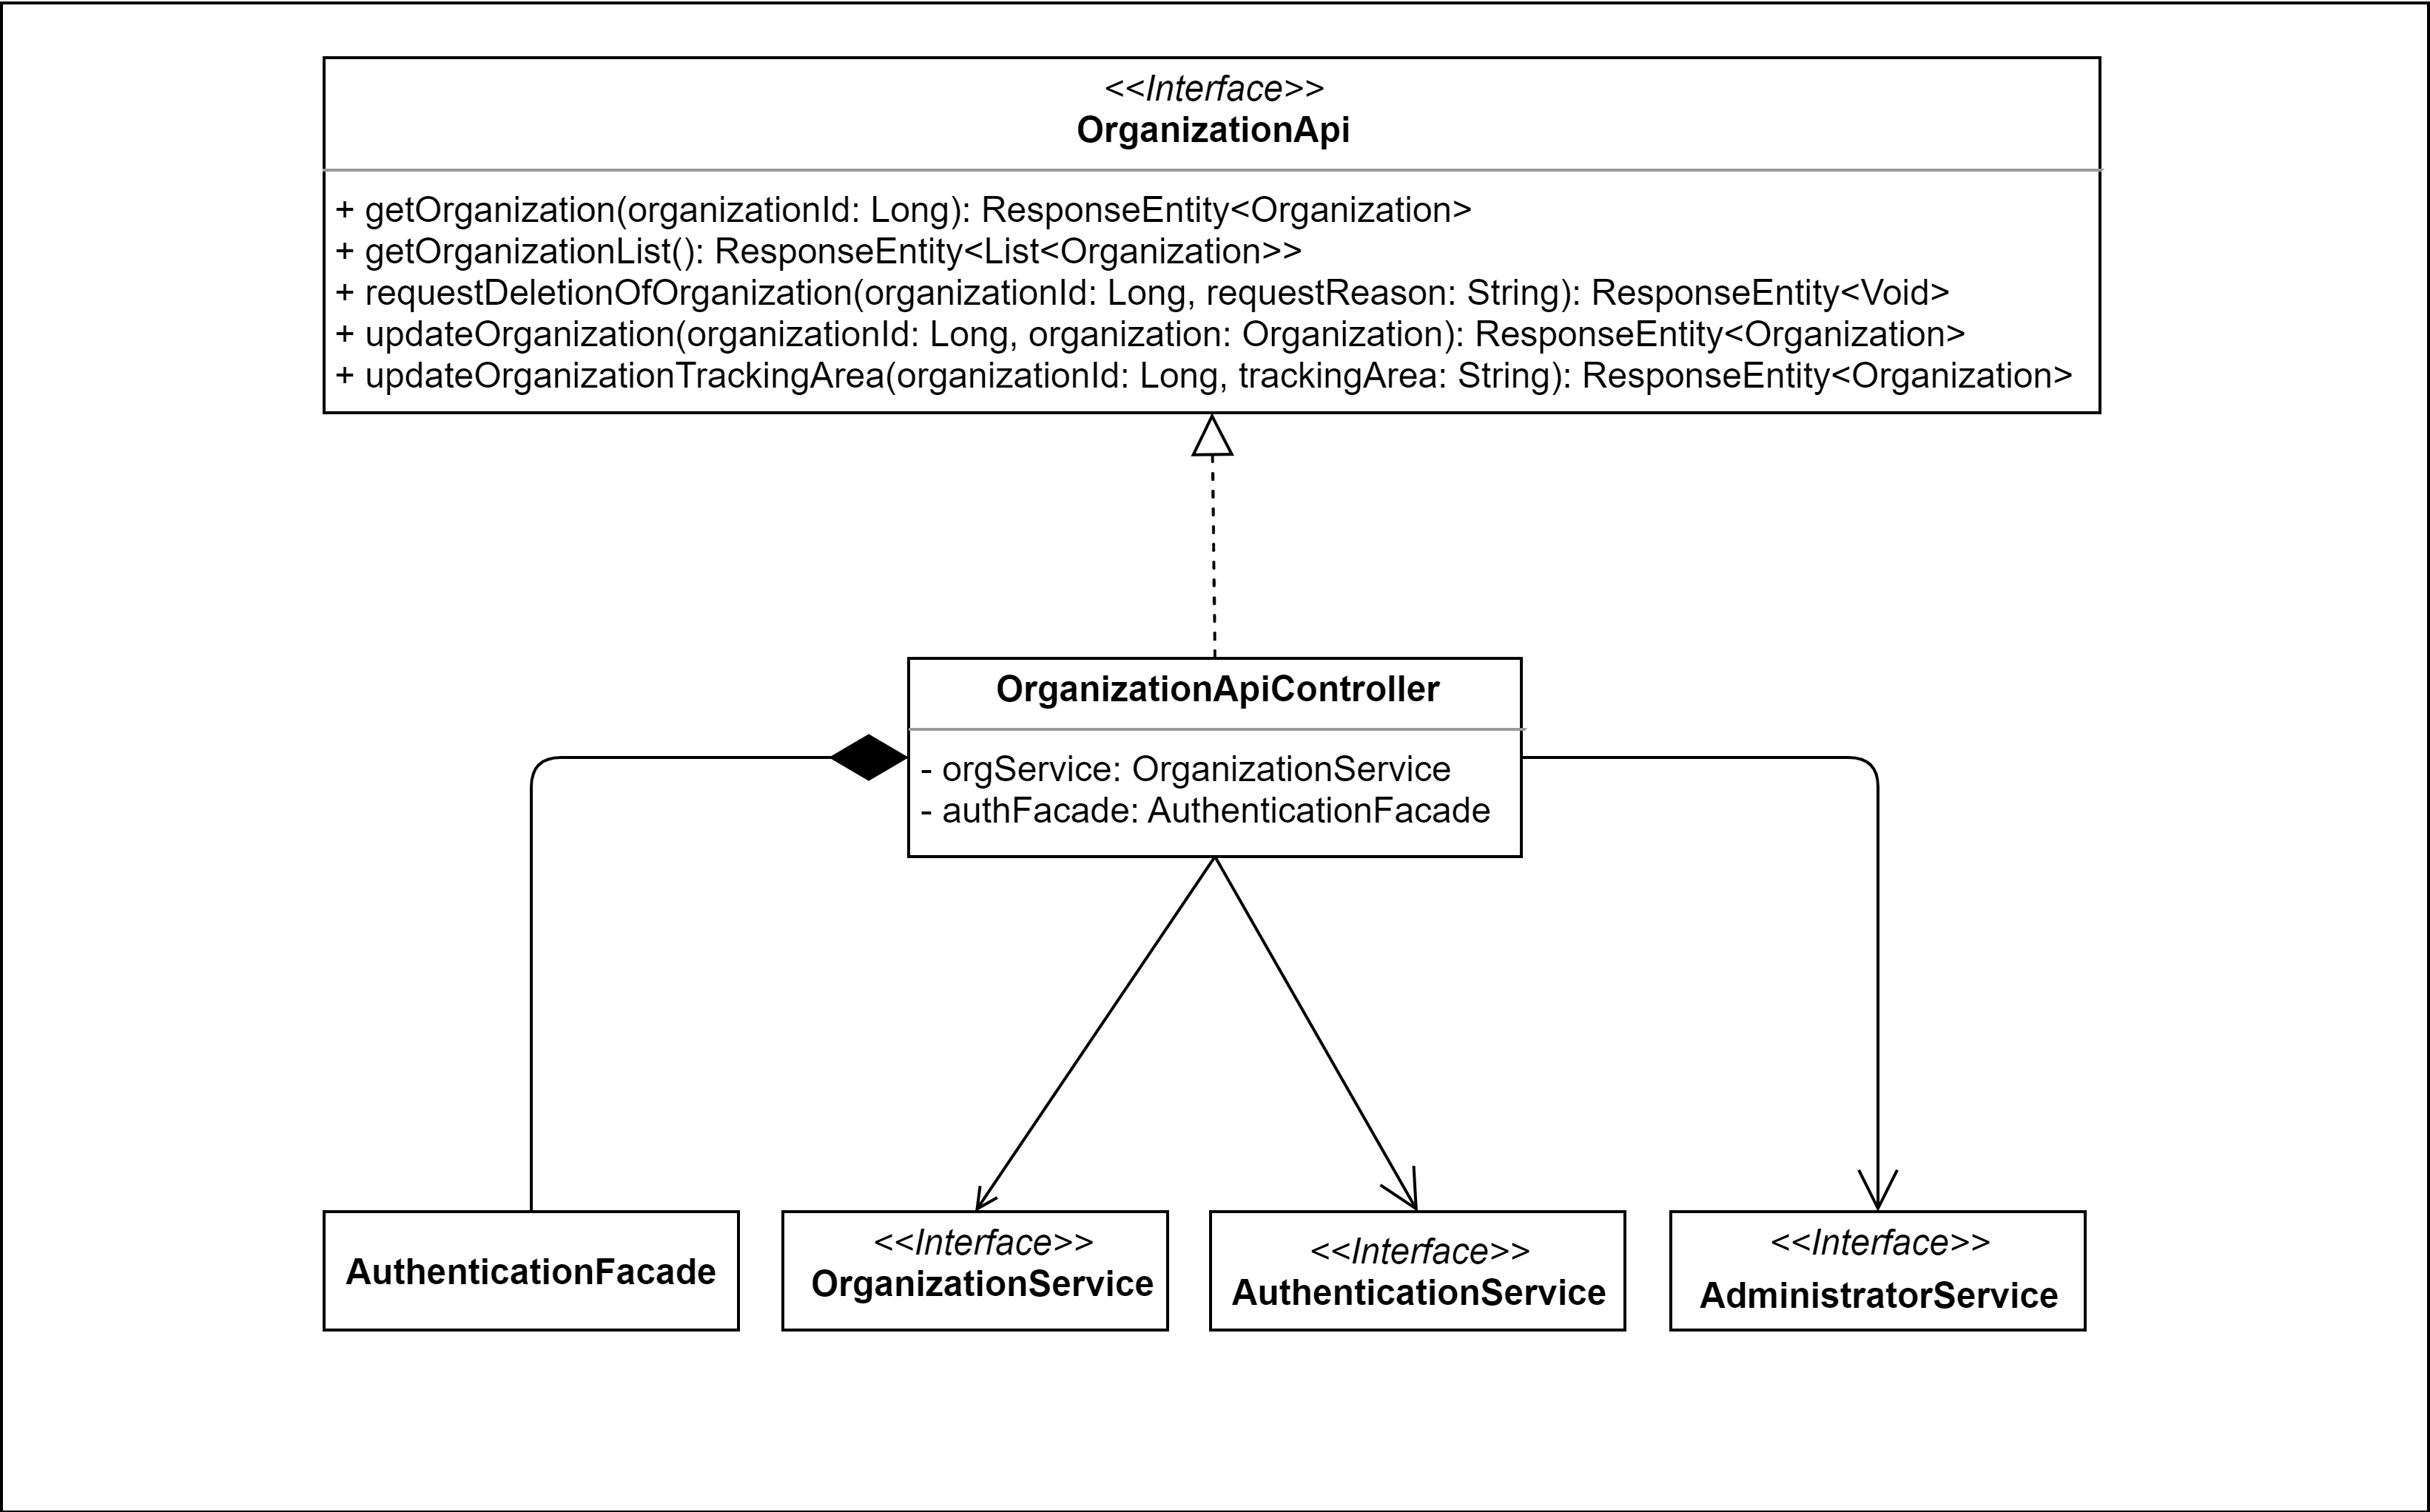 <<Interface>>
OrganizationApi
+ getOrganization(organizationId: Long): ResponseEntity<Organization>
+ getOrganizationList(): ResponseEntity<List<Organization>>
+ requestDeletionOfOrganization(organizationId: Long, requestReason: String): ResponseEntity<Void>
+ updateOrganization(organizationId: Long, organization: Organization): ResponseEntity<Organization>
+ updateOrganizationTrackingArea(organizationId: Long, trackingArea: String): ResponseEntity<Organization>
OrganizationApiController
- orgService: OrganizationService
- authFacade: AuthenticationFacade
AuthenticationFacade
<<Interface>>
OrganizationService
<<Interface>>
AuthenticationService
<<Interface>>
AdministratorService